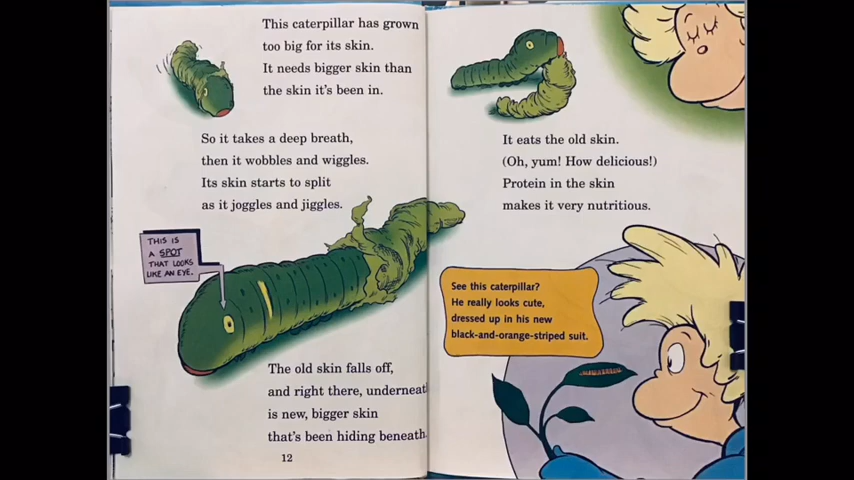 This caterpillar has grown
too big for its skin.
It needs bigger skin than
the skin it's been in.
So it takes a deep breath,
then it wobbles and wiggles.
Its skin starts to split
as it joggles and jiggles.
THIS IS
A SPOT
THAT LOOKS
LIKE AN EYE.
The old skin falls off,
and right there, underneat
is new, bigger skin
that's been hiding beneath.
12
It eats the old skin.
(Oh, yum! How delicious!)
Protein in the skin
makes it very nutritious.
See this caterpillar?
He really looks cute,
dressed up in his new
black-and-orange-striped suit.